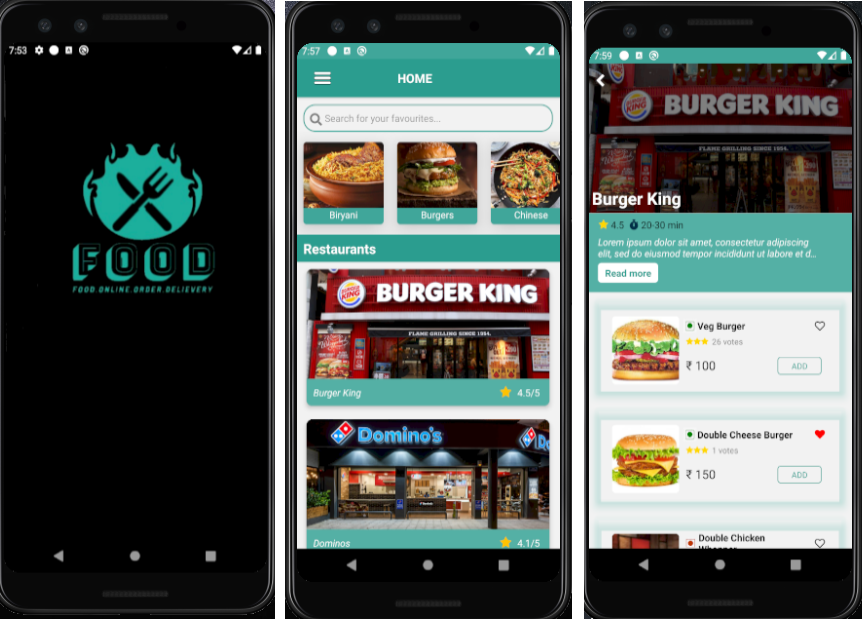 7:53
FOOD
FOOD ONLINE ORDER DELIEVERY
7:57
HOME
Search for your favourites...
Biryani
Burgers
Chinese
Restaurants
BURGER KING
BURGER KING
FLAME GRILLING SINCE 1954.
Burger King
4.5/5
Domino's
Dominos
4.1/5
7:59
BURGER KING
BURGER KING
FLAME GRILLING SINCE 1954.
Burger King
4.5 20-30 min
Lorem ipsum dolor sit amet, consectetur adipiscing
elit, sed do eiusmod tempor incididunt ut labore et d...
Read more
Veg Burger
26 votes
₹ 100
ADD
Double Cheese Burger
1 votes
₹ 150
ADD
Double Chicken